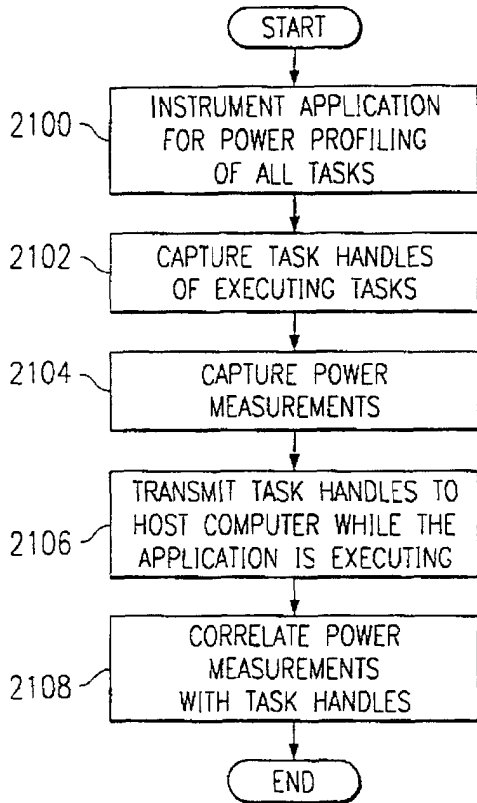 START
2100
INSTRUMENT APPLICATION
FOR POWER PROFILING
OF ALL TASKS
2102
CAPTURE TASK HANDLES
OF EXECUTING TASKS
2104
CAPTURE POWER
MEASUREMENTS
2106
TRANSMIT TASK HANDLES TO
HOST COMPUTER WHILE THE
APPLICATION IS EXECUTING
2108
CORRELATE POWER
MEASUREMENTS
WITH TASK HANDLES
END